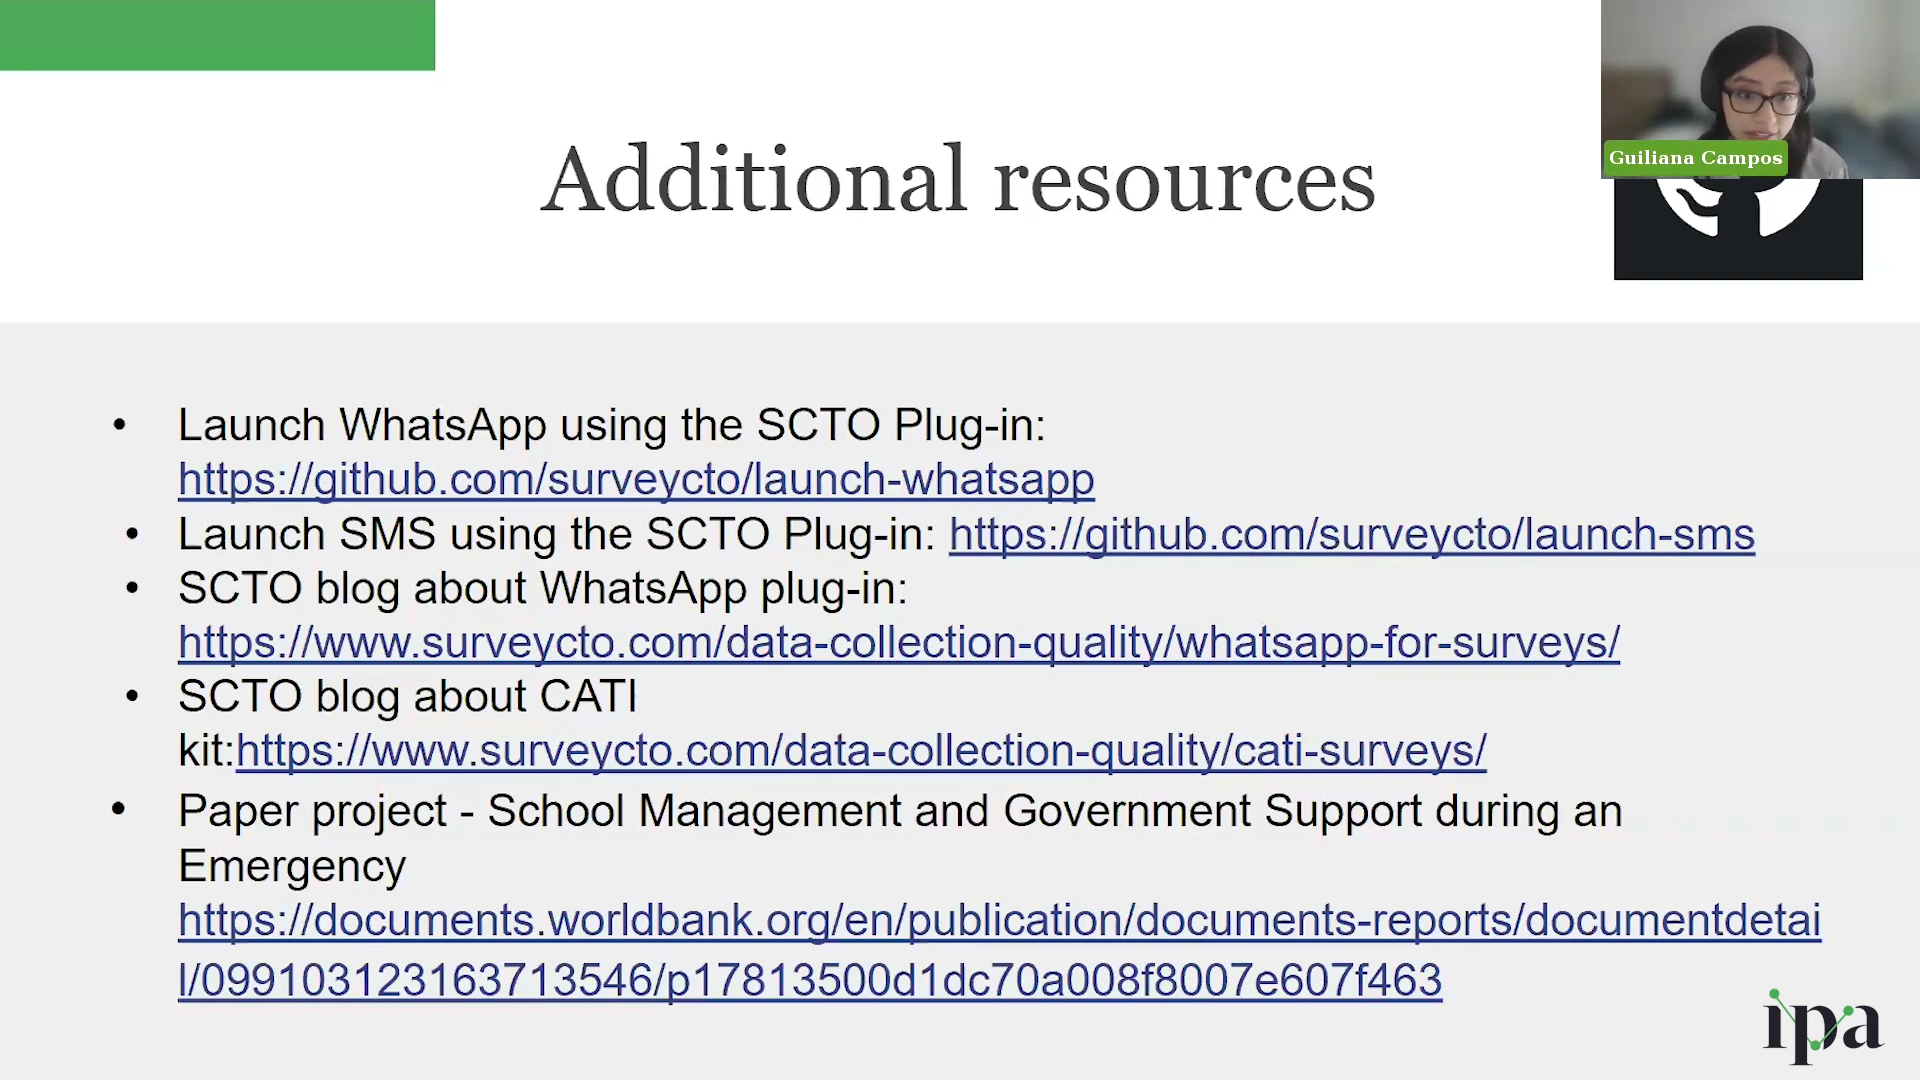 Guiliana Campos
Additional resources
• Launch WhatsApp using the SCTO Plug-in:
https://github.com/surveycto/launch-whatsapp
• Launch SMS using the SCTO Plug-in: https://github.com/surveycto/launch-sms
• SCTO blog about WhatsApp plug-in:
https://www.surveycto.com/data-collection-quality/whatsapp-for-surveys/
• SCTO blog about CATI
kit:https://www.surveycto.com/data-collection-quality/cati-surveys/
• Paper project - School Management and Government Support during an
Emergency
https://documents.worldbank.org/en/publication/documents-reports/documentdetai
l/099103123163713546/p17813500d1dc70a008f8007e607f463
ipa